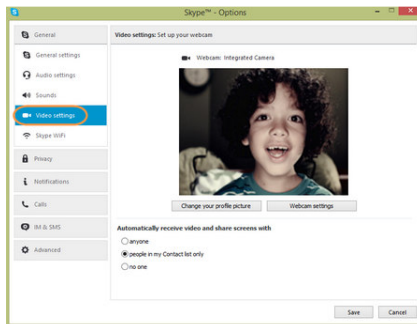 Skype™ - Options
General
General settings
Audio settings
Sounds
Video settings
Skype WiFi
Privacy
Notifications
Calls
IM & SMS
Advanced
Video settings: Set up your webcam
Webcam: Integrated Camera
Change your profile picture
Webcam settings
Automatically receive video and share screens with
anyone
people in my Contact list only
no one
Save
Cancel